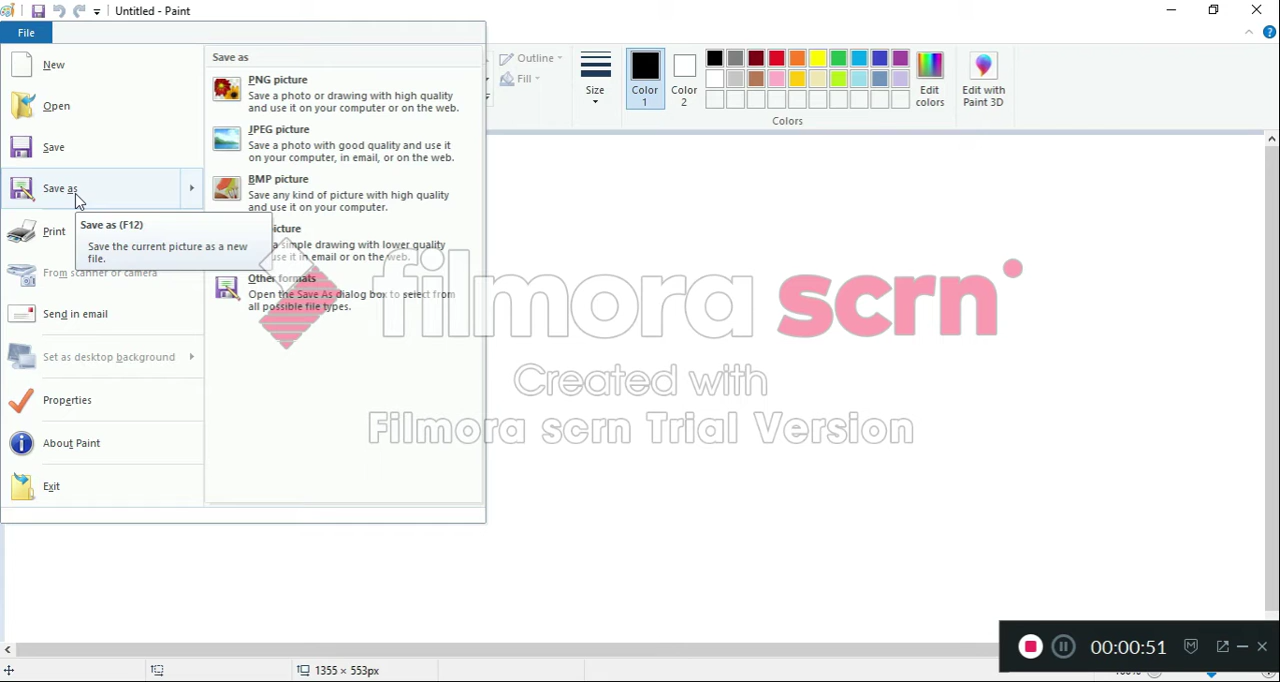 Untitled - Paint
File
New
Open
Save
Save as
Print
From scanner or camera
Send in email
Set as desktop background
Properties
About Paint
Exit
Save as (F12)
Save the current picture as a new
file.
Save as
PNG picture
Save a photo or drawing with high quality
and use it on your computer or on the web.
JPEG picture
Save a photo with good quality and use it
on your computer, in email, or on the web.
BMP picture
Save any kind of picture with high quality
and use it on your computer.
picture
a simple drawing with lower quality
use it in email or on the web.
Other formats
Open the Save As dialog box to select from
all possible file types.
Outline
Fill
Size
Color
1
Color
2
Edit
colors
Edit with
Paint 3D
Colors
filmora scrn
Created with
Filmora scrn Trial Version
00:00:51
1355 × 553px